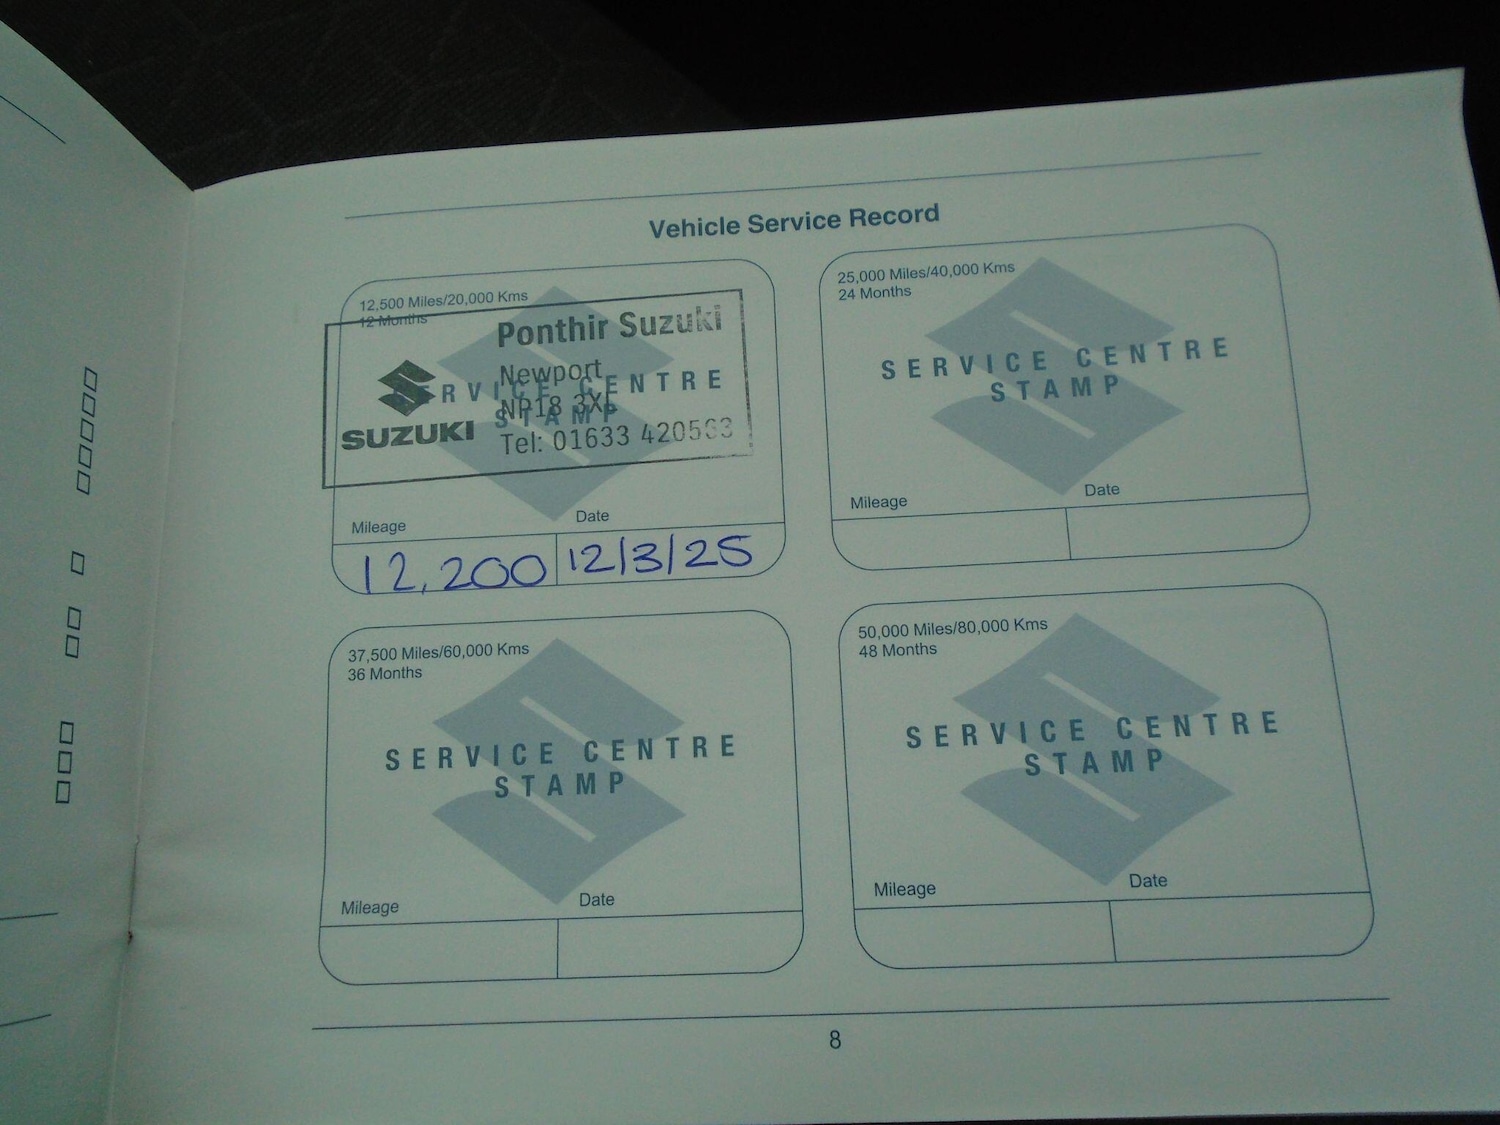 Vehicle Service Record
12,500 Miles/20,000 Kms
12 Months
Ponthir Suzuki
Newport
SERVICE CENTRE
STAMP
NP18
SUZUKI
Tel: 01633
Mileage
Date
12,200
12/3/25
25,000 Miles/40,000 Kms
24 Months
SERVICE CENTRE
STAMP
Mileage
Date
37,500 Miles/60,000 Kms
36 Months
SERVICE CENTRE
STAMP
Mileage
Date
50,000 Miles/80,000 Kms
48 Months
SERVICE CENTRE
STAMP
Mileage
Date
8